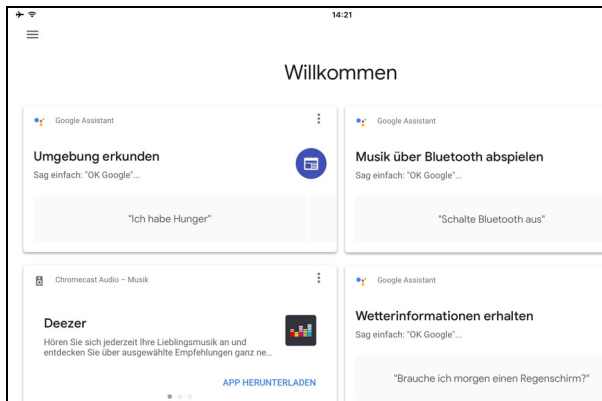 14:21
Willkommen
Google Assistant
Umgebung erkunden
Sag einfach: "OK Google"...
"Ich habe Hunger"
Google Assistant
Musik über Bluetooth abspielen
Sag einfach: "OK Google"...
"Schalte Bluetooth aus"
Chromecast Audio – Musik
Deezer
Hören Sie sich jederzeit Ihre Lieblingsmusik an und
entdecken Sie über ausgewählte Empfehlungen ganz ne...
APP HERUNTERLADEN
Google Assistant
Wetterinformationen erhalten
Sag einfach: "OK Google"...
"Brauche ich morgen einen Regenschirm?"